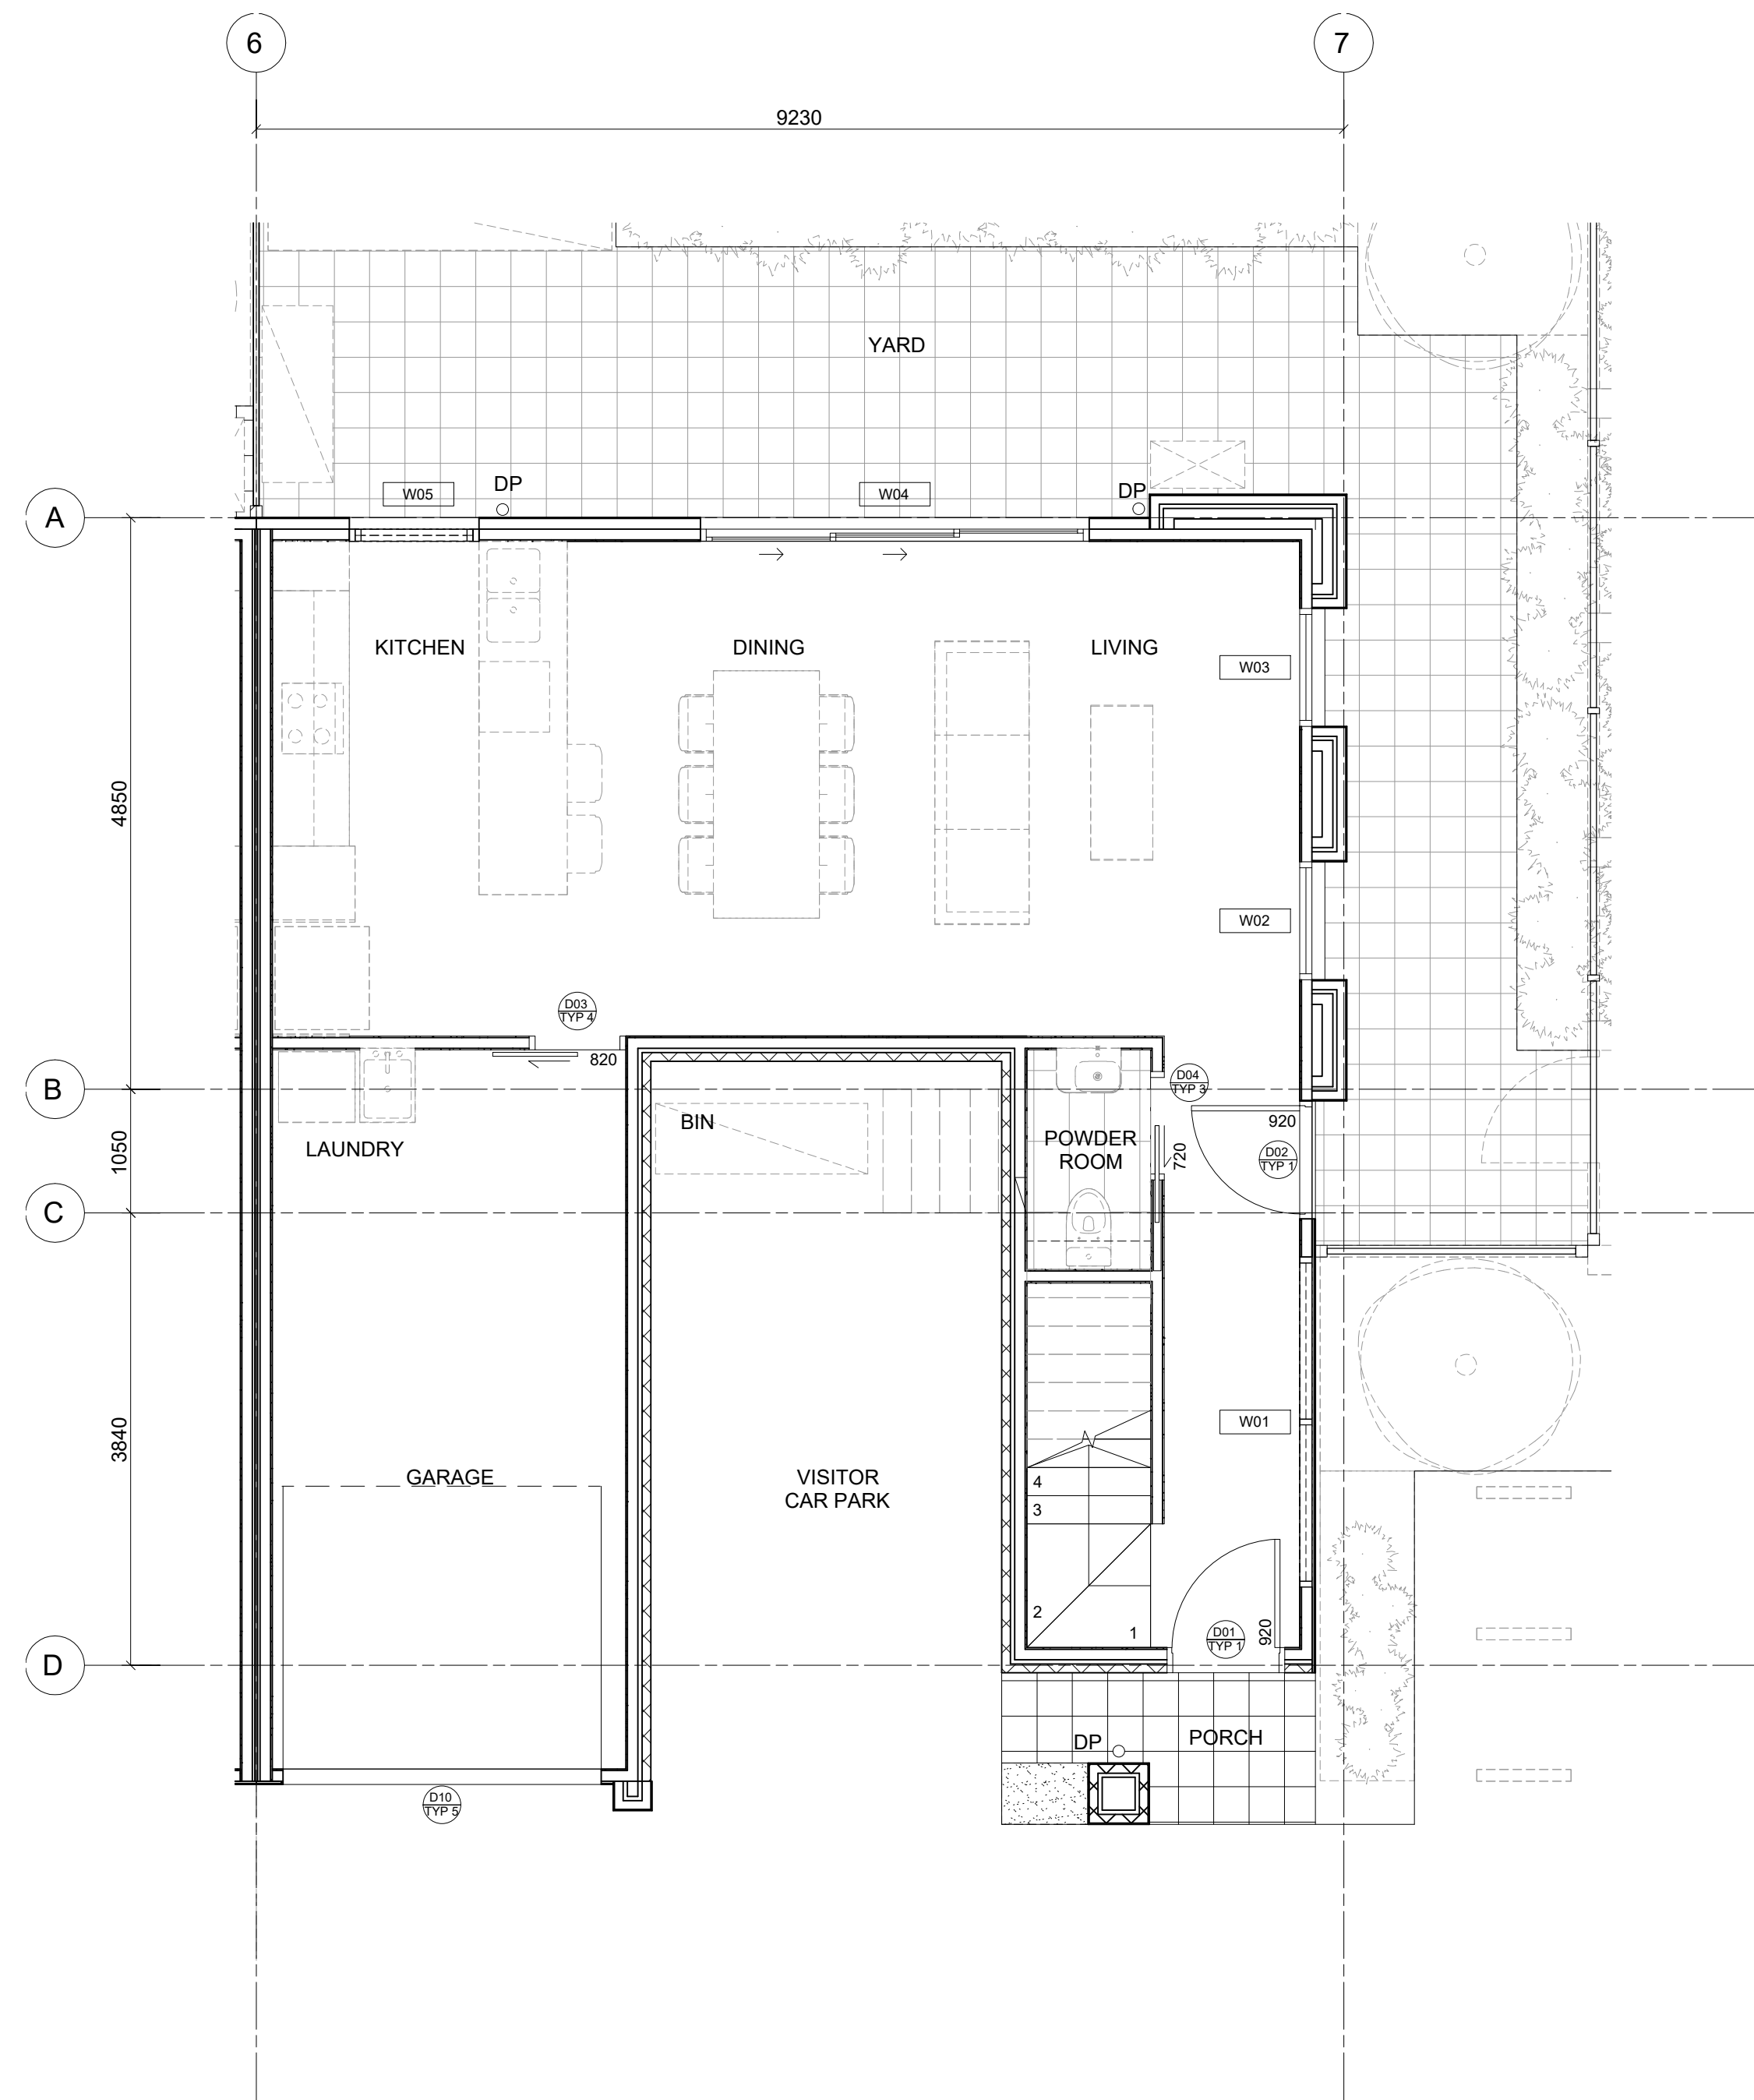 6
7
9230
YARD
W05
DP
W04
DP
A
KITCHEN
DINING
LIVING
W03
4850
W02
D03
TYP 4
820
D04
TYP 3
B
BIN
920
LAUNDRY
1050
POWDER
ROOM
720
D02
TYP 1
C
W01
3840
GARAGE
VISITOR
CAR PARK
4
3
2
1
D01
TYP 1
920
D
DP
PORCH
D10
TYP 5